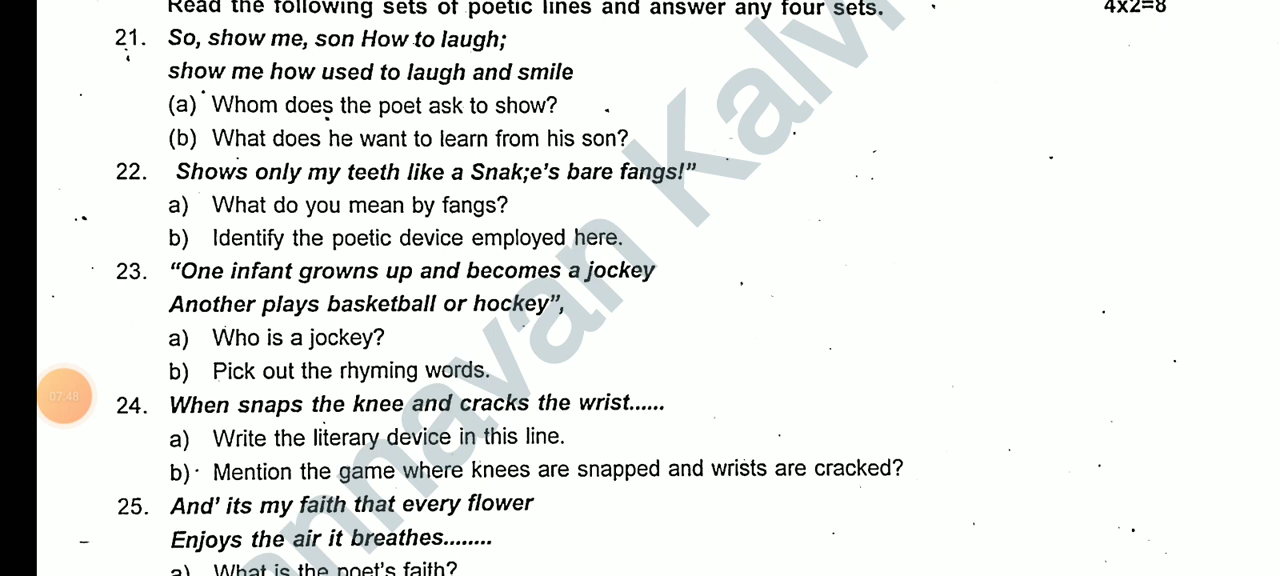 Read the following sets of poetic lines and answer any four sets. 4x2=8
21. So, show me, son How to laugh;
show me how used to laugh and smile
(a) Whom does the poet ask to show?
(b) What does he want to learn from his son?
22. Shows only my teeth like a Snak;e's bare fangs!"
a) What do you mean by fangs?
b) Identify the poetic device employed here.
23. "One infant growns up and becomes a jockey
Another plays basketball or hockey",
a) Who is a jockey?
b) Pick out the rhyming words.
07:48
24. When snaps the knee and cracks the wrist......
a) Write the literary device in this line.
b) Mention the game where knees are snapped and wrists are cracked?
25. And' its my faith that every flower
Enjoys the air it breathes........
a) What is the poet's faith?